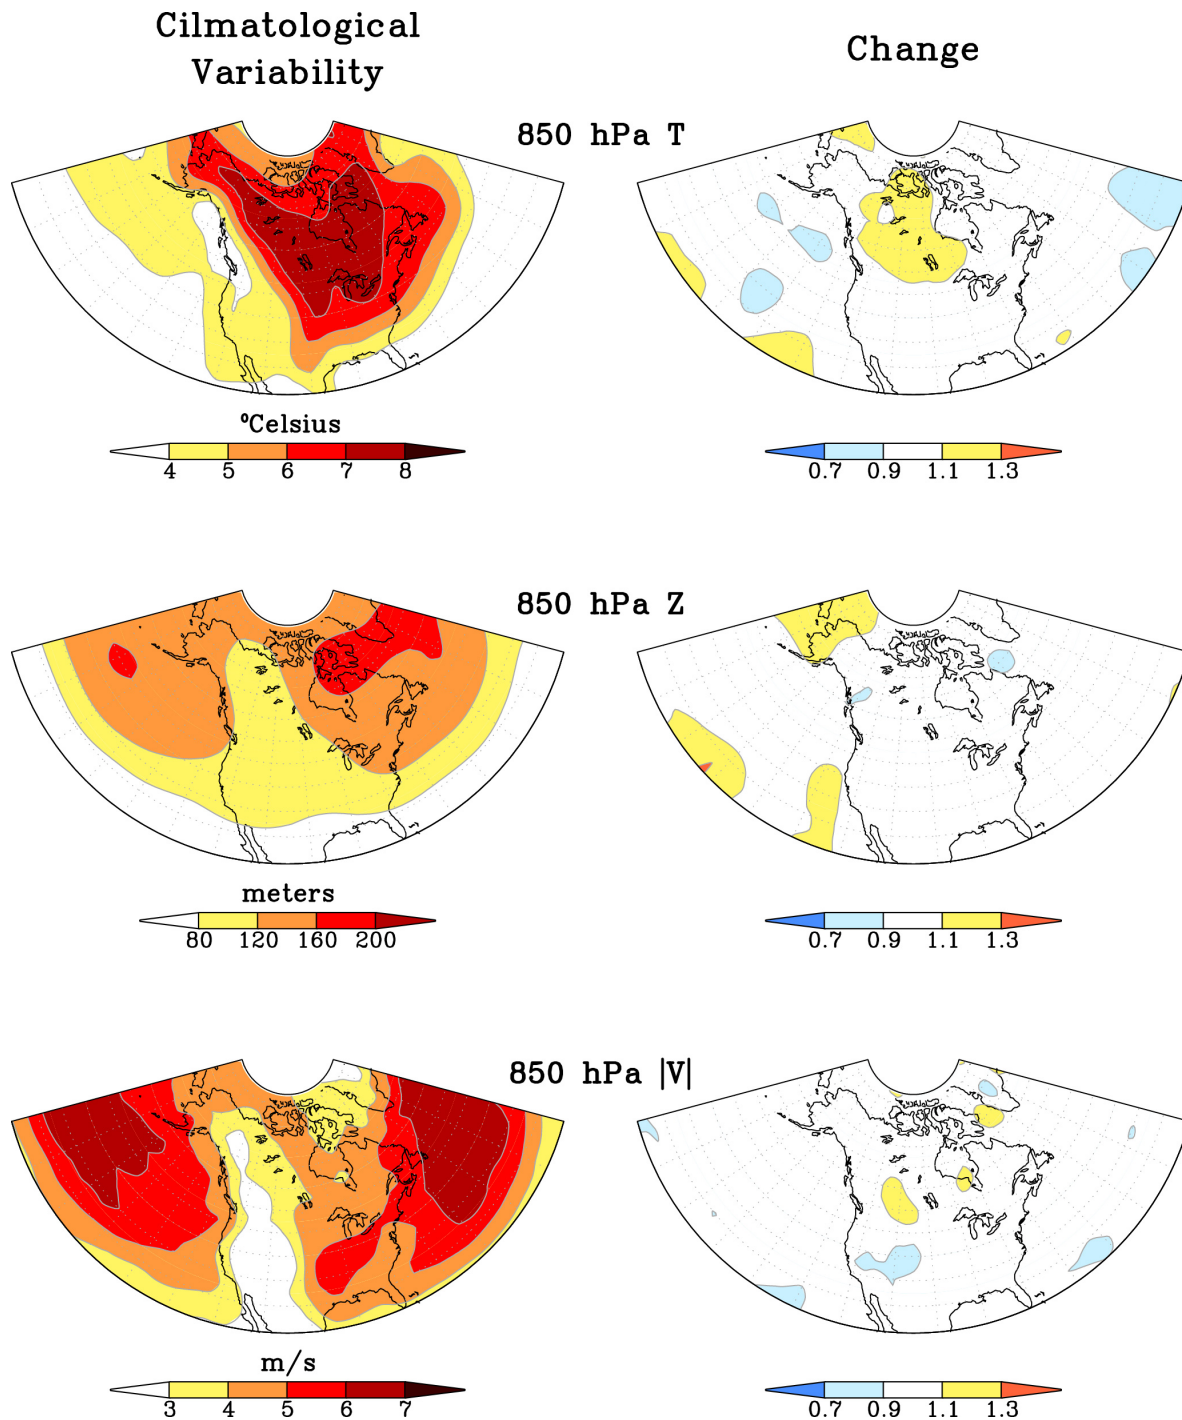 Cilmatological
Variability
Change
850 hPa T
ºCelsius
4 5 6 7 8
0.7 0.9 1.1 1.3
850 hPa Z
meters
80 120 160 200
0.7 0.9 1.1 1.3
850 hPa |V|
m/s
3 4 5 6 7
0.7 0.9 1.1 1.3